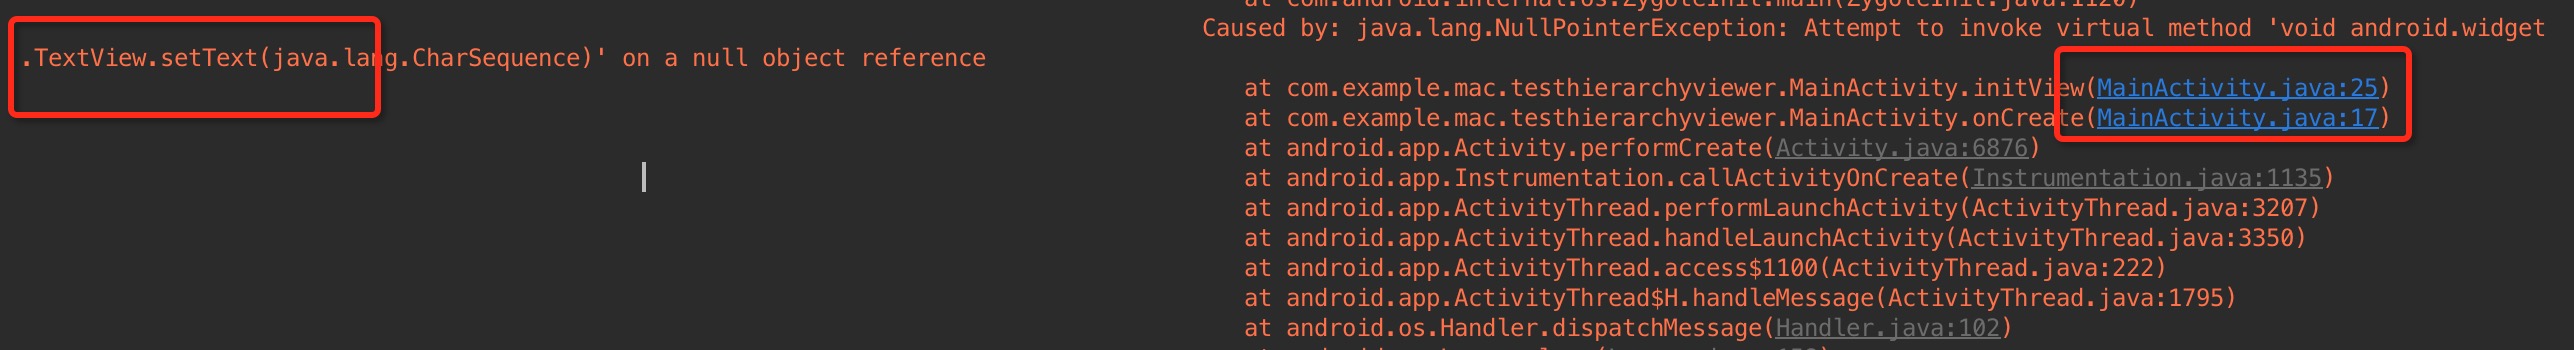 at com.android.internal.os.ZygoteInit.main(ZygoteInit.java:1120)
Caused by: java.lang.NullPointerException: Attempt to invoke virtual method 'void android.widget
.TextView.setText(java.lang.CharSequence)' on a null object reference
at com.example.mac.testhierarchyviewer.MainActivity.initView(MainActivity.java:25)
at com.example.mac.testhierarchyviewer.MainActivity.onCreate(MainActivity.java:17)
at android.app.Activity.performCreate(Activity.java:6876)
at android.app.Instrumentation.callActivityOnCreate(Instrumentation.java:1135)
at android.app.ActivityThread.performLaunchActivity(ActivityThread.java:3207)
at android.app.ActivityThread.handleLaunchActivity(ActivityThread.java:3350)
at android.app.ActivityThread.access$1100(ActivityThread.java:222)
at android.app.ActivityThread$H.handleMessage(ActivityThread.java:1795)
at android.os.Handler.dispatchMessage(Handler.java:102)